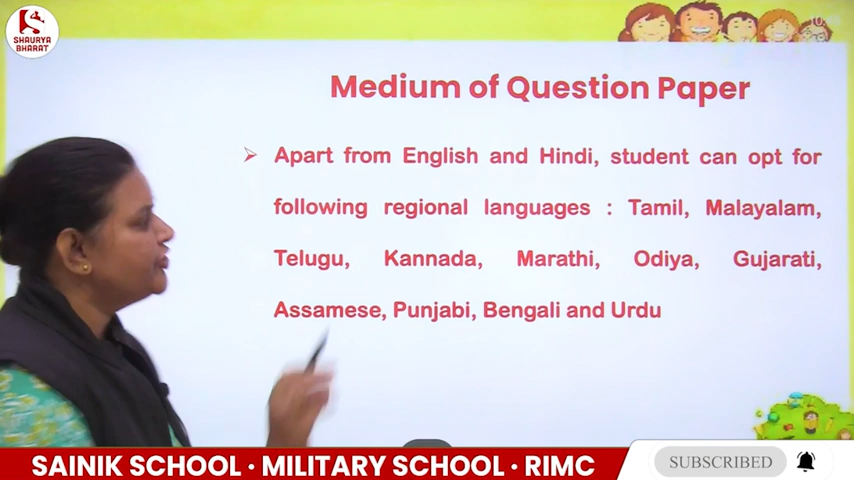 SHAURYA
BHARAT
Medium of Question Paper
➢ Apart from English and Hindi, student can opt for
following regional languages : Tamil, Malayalam,
Telugu, Kannada, Marathi, Odiya, Gujarati,
Assamese, Punjabi, Bengali and Urdu
SAINIK SCHOOL · MILITARY SCHOOL · RIMC
SUBSCRIBED